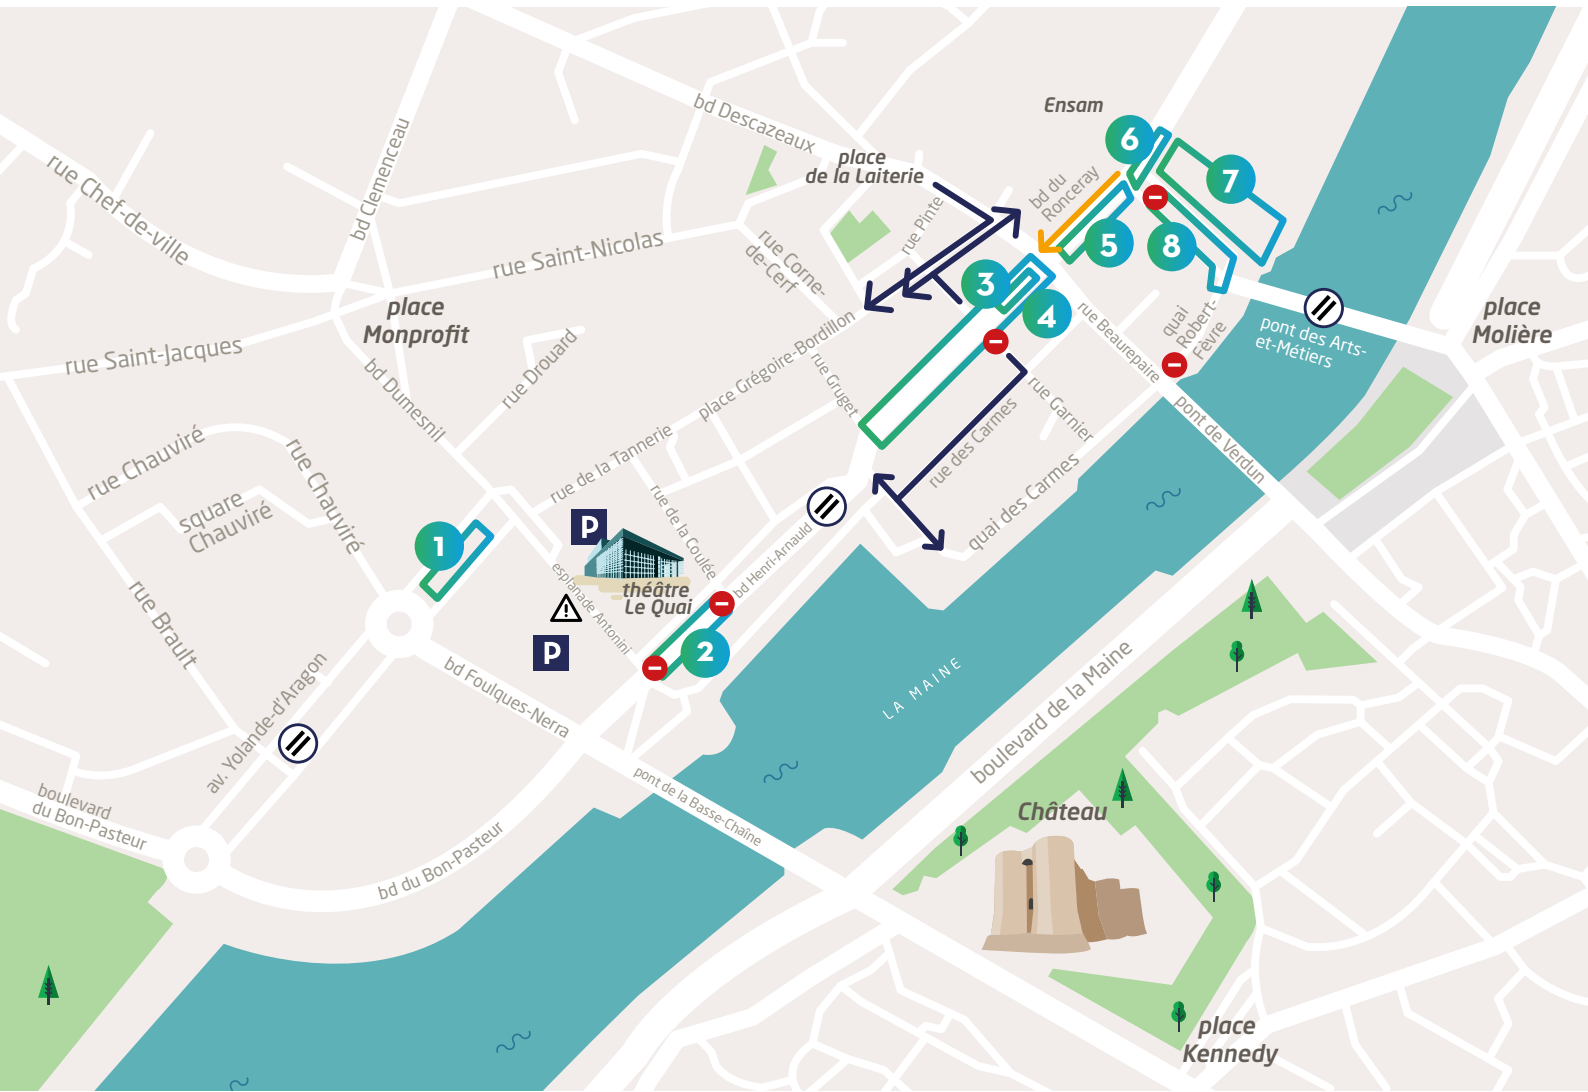 Ensam
bd Descazeaux
6
place
de la Laiterie
bd du
Ronceray
7
rue Chef-de-ville
bd Clemenceau
rue Pinte
5
8
rue Saint-Nicolas
rue Corne-
de-Cerf
3
4
place
Monprofit
place
Molière
quai
Robert-
Fèvre
pont des Arts-
et-Métiers
rue Beaurepaire
rue Saint-Jacques
rue Drouard
place Grégoire-Bordillon
rue Gruget
bd Dumesnil
rue Garnier
rue des Carmes
pont de Verdun
rue Chauviré
rue Chauviré
rue de la Tannerie
square
Chauviré
quai des Carmes
rue de la Coulée
bd Henri-Arnauld
P
1
esplanade Antonini
théâtre
Le Quai
!
P
2
rue Brault
bd Foulques-Nerra
LA MAINE
boulevard de la Maine
av. Yolande-d'Aragon
pont de la Basse-Chaîne
boulevard
du Bon-Pasteur
bd du Bon-Pasteur
Château
place
Kennedy